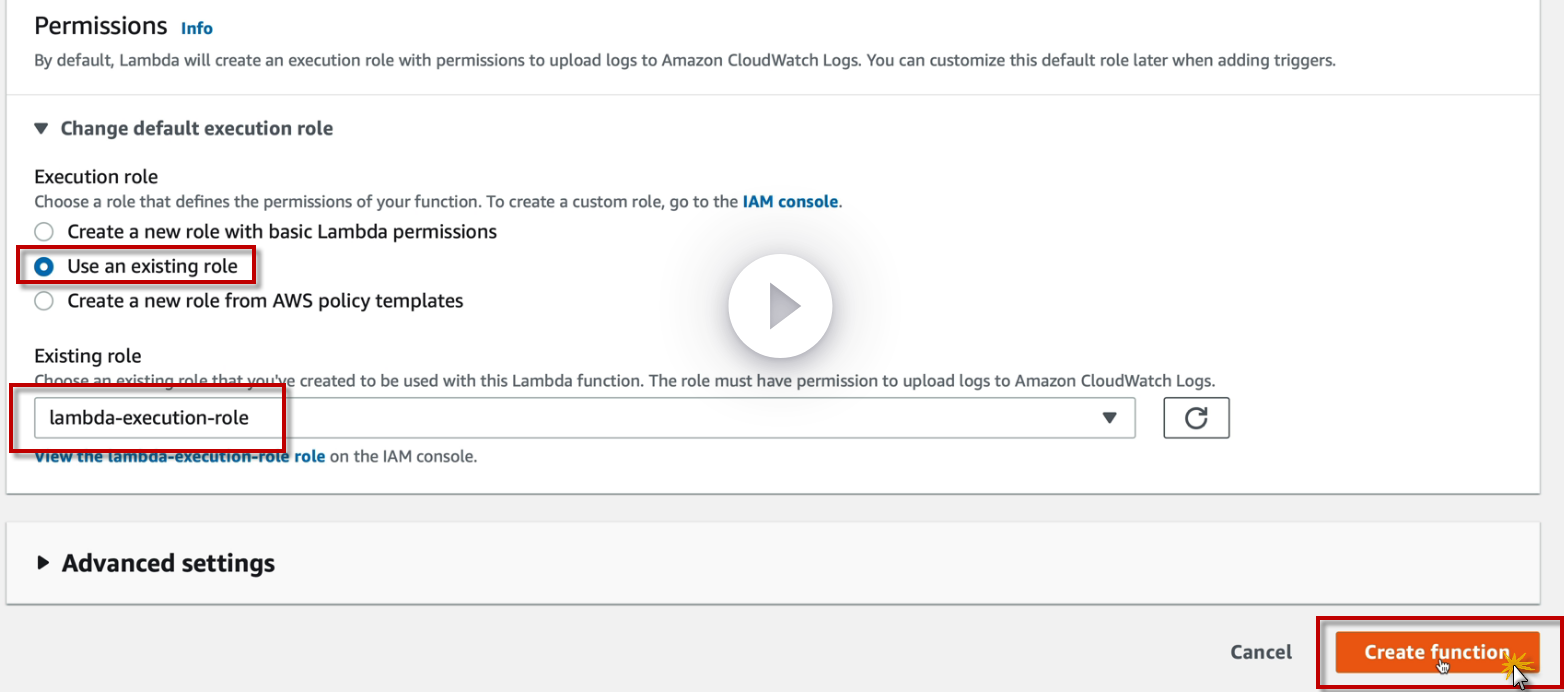 Permissions Info
By default, Lambda will create an execution role with permissions to upload logs to Amazon CloudWatch Logs. You can customize this default role later when adding triggers.
Change default execution role
Execution role
Choose a role that defines the permissions of your function. To create a custom role, go to the IAM console.
Create a new role with basic Lambda permissions
Use an existing role
Create a new role from AWS policy templates
Existing role
Choose an existing role that you've created to be used with this Lambda function. The role must have permission to upload logs to Amazon CloudWatch Logs.
lambda-execution-role
View the lambda-execution-role role on the IAM console.
Advanced settings
Cancel Create function